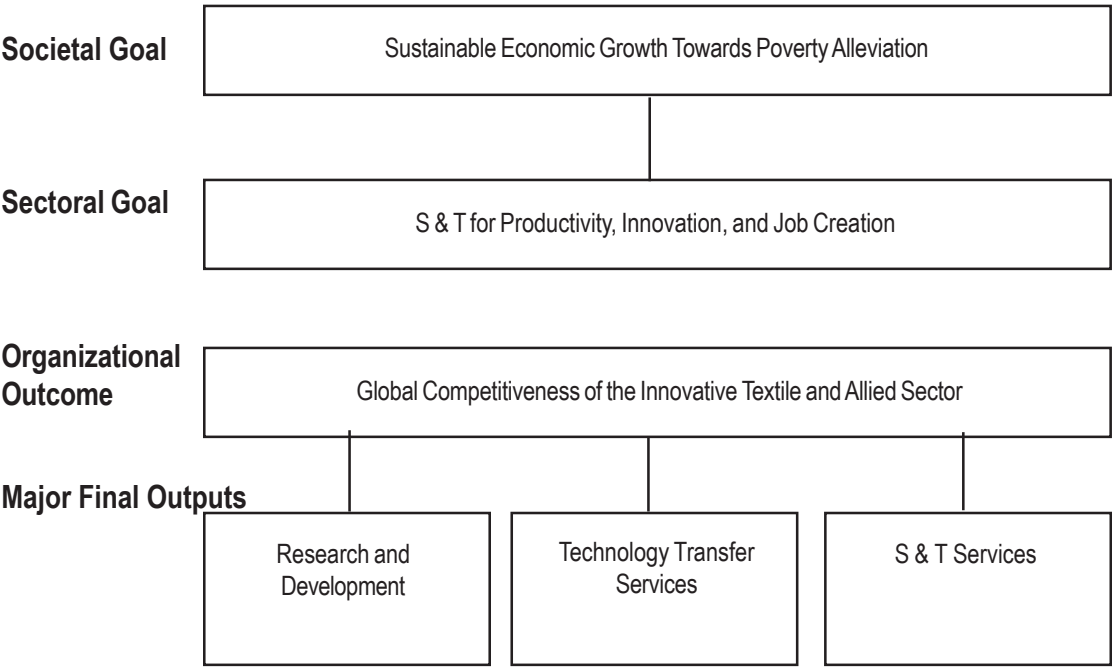 Societal Goal
Sustainable Economic Growth Towards Poverty Alleviation
Sectoral Goal
S & T for Productivity, Innovation, and Job Creation
Organizational
Outcome
Global Competitiveness of the Innovative Textile and Allied Sector
Major Final Outputs
Research and
Development
Technology Transfer
Services
S & T Services